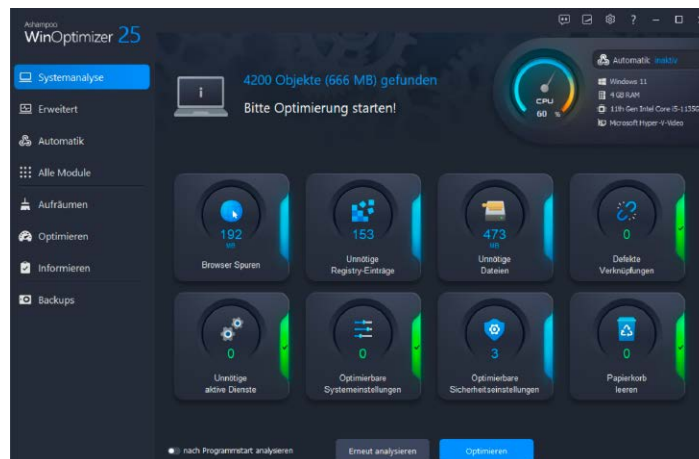 Ashampoo
WinOptimizer 25
Systemanalyse
Erweitert
Automatik
Alle Module
Aufräumen
Optimieren
Informieren
Backups
4200 Objekte (666 MB) gefunden
Bitte Optimierung starten!
CPU
60 %
Automatik inaktiv
Windows 11
4 GB RAM
11th Gen Intel Core i5-1135G
Microsoft Hyper-V-Video
192
MB
Browser Spuren
153
Unnötige
Registry-Einträge
473
MB
Unnötige
Dateien
0
Defekte
Verknüpfungen
0
Unnötige
aktive Dienste
0
Optimierbare
Systemeinstellungen
3
Optimierbare
Sicherheitseinstellungen
0
Papierkorb
leeren
nach Programmstart analysieren
Erneut analysieren
Optimieren